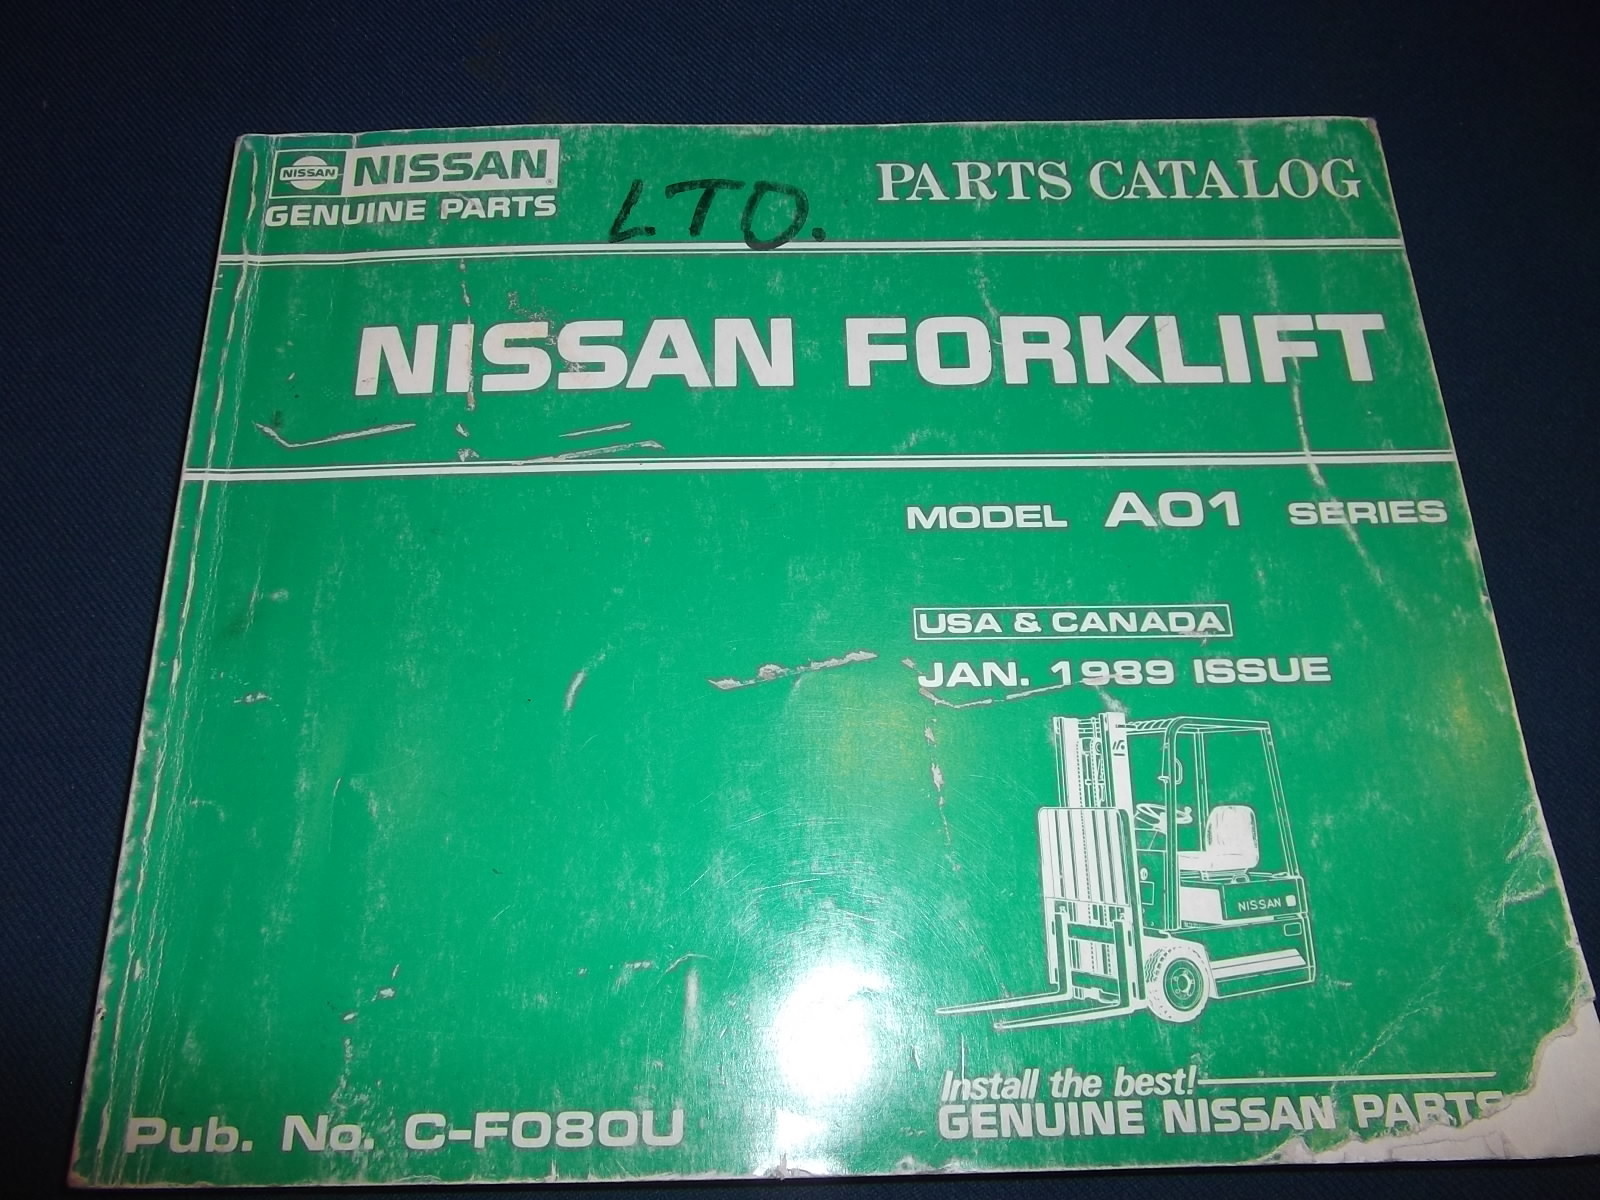 NISSAN NISSAN
GENUINE PARTS
LTO.
PARTS CATALOG
NISSAN FORKLIFT
MODEL A01 SERIES
USA & CANADA
JAN. 1989 ISSUE
NISSAN
Install the best!
GENUINE NISSAN PARTS
Pub. No. C-F080U